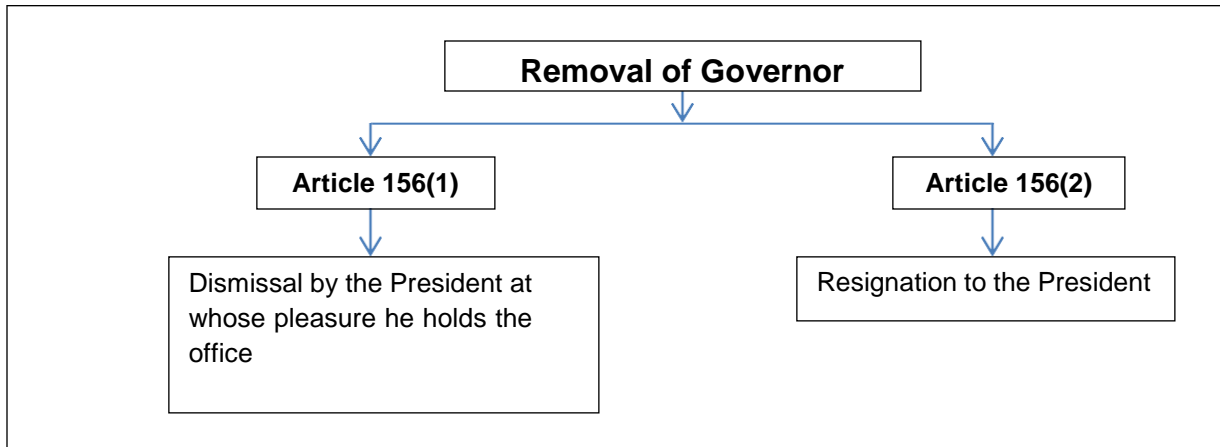 Removal of Governor
Article 156(1)
Article 156(2)
Dismissal by the President at
whose pleasure he holds the
office
Resignation to the President